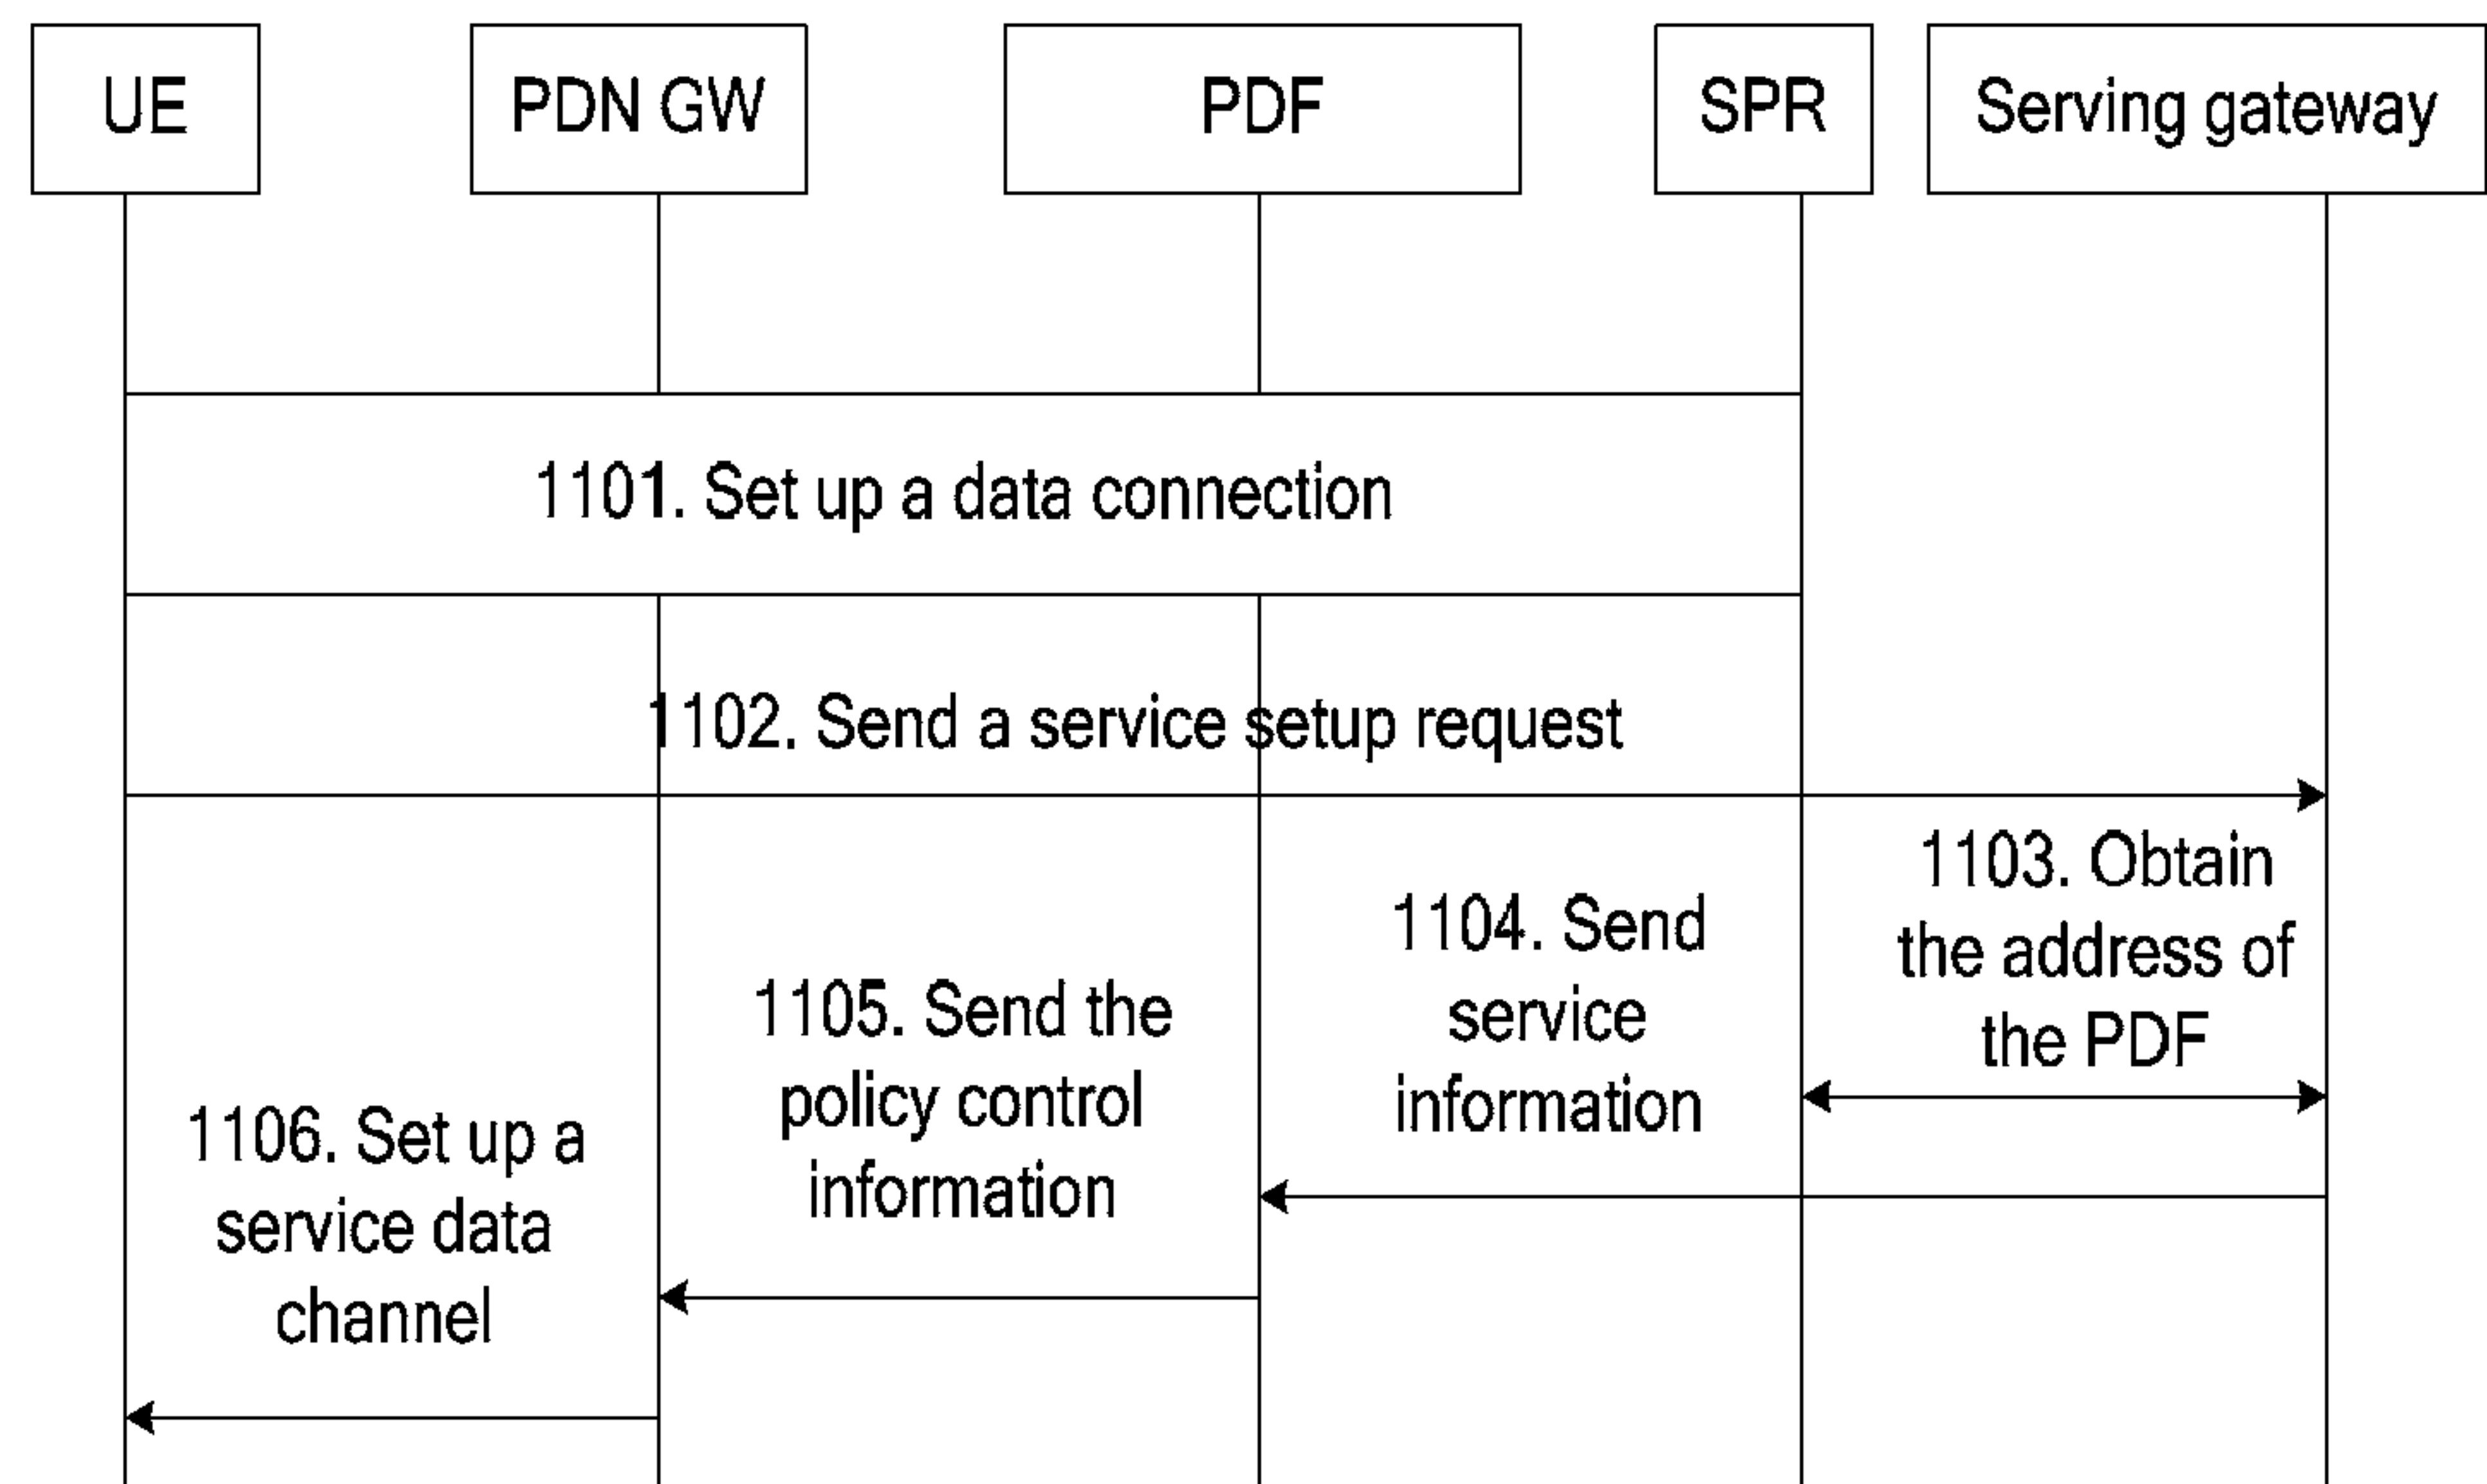 UE
PDN GW
PDF
SPR
Serving gateway
1101. Set up a data connection
1102. Send a service setup request
1103. Obtain
the address of
the PDF
1104. Send
service
information
1105. Send the
policy control
information
1106. Set up a
service data
channel